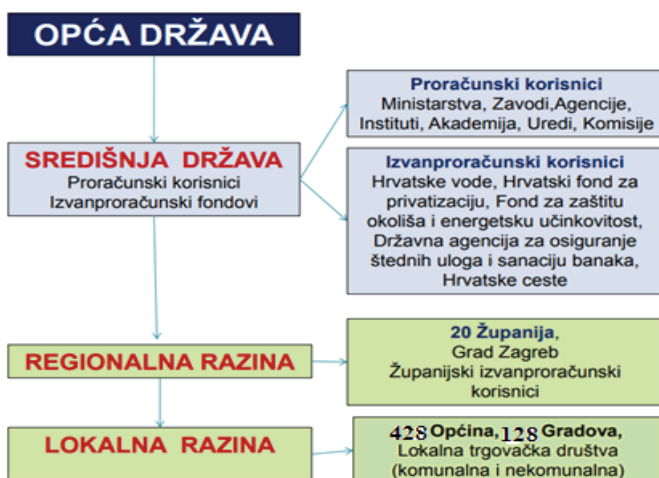 OPĆA DRŽAVA
Proračunski korisnici
Ministarstva, Zavodi,Agencije,
Instituti, Akademija, Uredi, Komisije
SREDIŠNJA DRŽAVA
Proračunski korisnici
Izvanproračunski fondovi
Izvanproračunski korisnici
Hrvatske vode, Hrvatski fond za
privatizaciju, Fond za zaštitu
okoliša i energetsku učinkovitost,
Državna agencija za osiguranje
štednih uloga i sanaciju banaka,
Hrvatske ceste
REGIONALNA RAZINA
20 Županija,
Grad Zagreb
Županijski izvanproračunski
korisnici
LOKALNA RAZINA
428 Općina, 128 Gradova,
Lokalna trgovačka društva
(komunalna i nekomunalna)